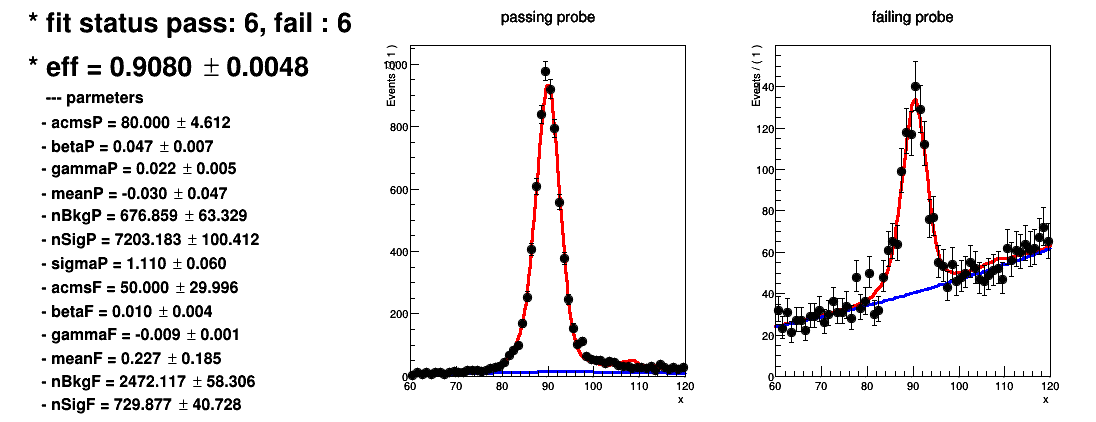 * fit status pass: 6, fail : 6
* eff = 0.9080 ± 0.0048
--- parmeters
- acmsP = 80.000 ± 4.612
- betaP = 0.047 ± 0.007
- gammaP = 0.022 ± 0.005
- meanP = -0.030 ± 0.047
- nBkgP = 676.859 ± 63.329
- nSigP = 7203.183 ± 100.412
- sigmaP = 1.110 ± 0.060
- acmsF = 50.000 ± 29.996
- betaF = 0.010 ± 0.004
- gammaF = -0.009 ± 0.001
- meanF = 0.227 ± 0.185
- nBkgF = 2472.117 ± 58.306
- nSigF = 729.877 ± 40.728
passing probe
Events / ( 1 )
1000
800
600
400
200
0
60 70 80 90 100 110 120
x
failing probe
Events / ( 1 )
140
120
100
80
60
40
20
0
60 70 80 90 100 110 120
x